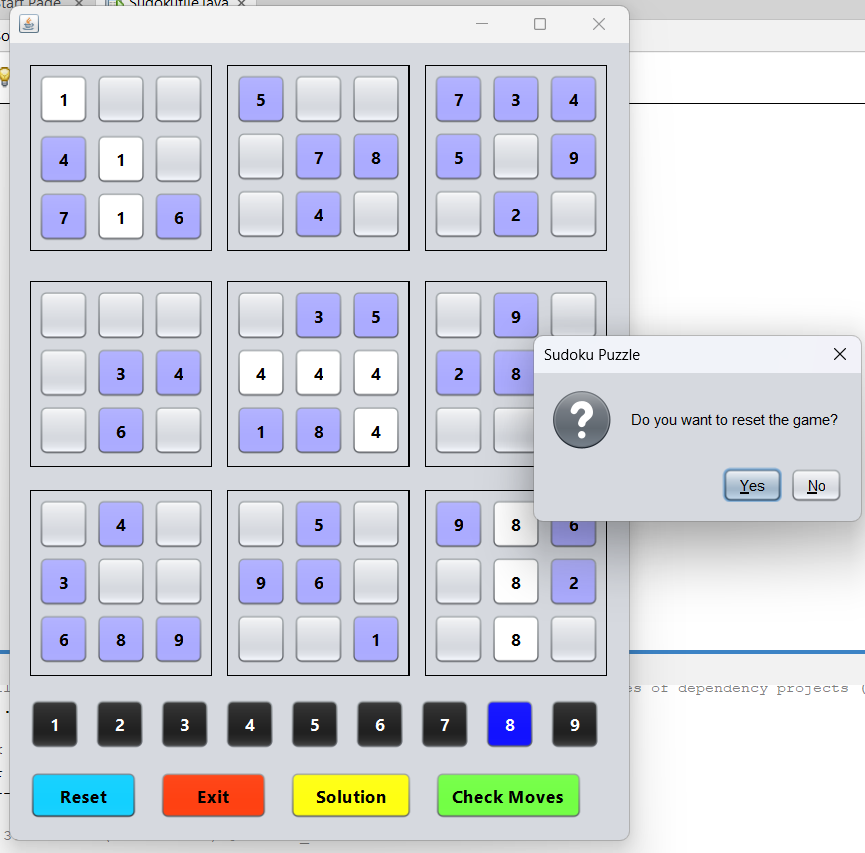 Start Page × Sudokufile.java ×
1 5 7 3 4
4 1 7 8 5 9
7 1 6 4 2
3 5 9
Sudoku Puzzle
3 4 4 4 4 2 8
Do you want to reset the game?
6 1 8 4
Yes No
4 5 9 8 6
3 9 6 8 2
6 8 9 1 8
es of dependency projects (
1 2 3 4 5 6 7 8 9
Reset Exit Solution Check Moves
3